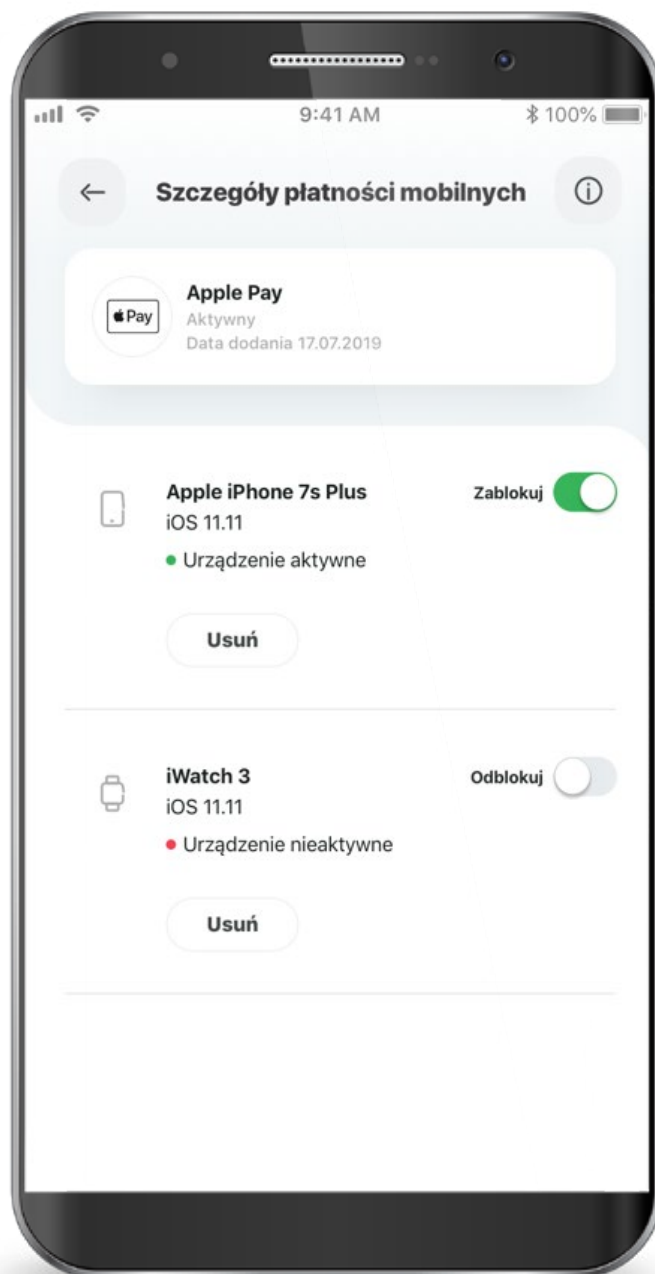 9:41 AM
100%
Szczegóły płatności mobilnych
Pay
Apple Pay
Aktywny
Data dodania 17.07.2019
Apple iPhone 7s Plus
Zablokuj
iOS 11.11
Urządzenie aktywne
Usuń
iWatch 3
Odblokuj
iOS 11.11
Urządzenie nieaktywne
Usuń